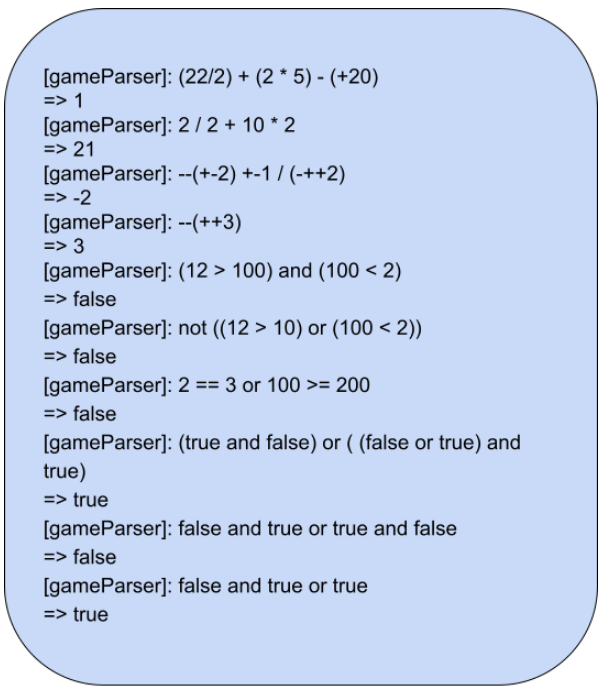 [gameParser]: (22/2) + (2 * 5) - (+20)
=> 1
[gameParser]: 2 / 2 + 10 * 2
=> 21
[gameParser]: --(+-2) +-1 / (-++2)
=> -2
[gameParser]: --(++3)
=> 3
[gameParser]: (12 > 100) and (100 < 2)
=> false
[gameParser]: not ((12 > 10) or (100 < 2))
=> false
[gameParser]: 2 == 3 or 100 >= 200
=> false
[gameParser]: (true and false) or ( (false or true) and
true)
=> true
[gameParser]: false and true or true and false
=> false
[gameParser]: false and true or true
=> true